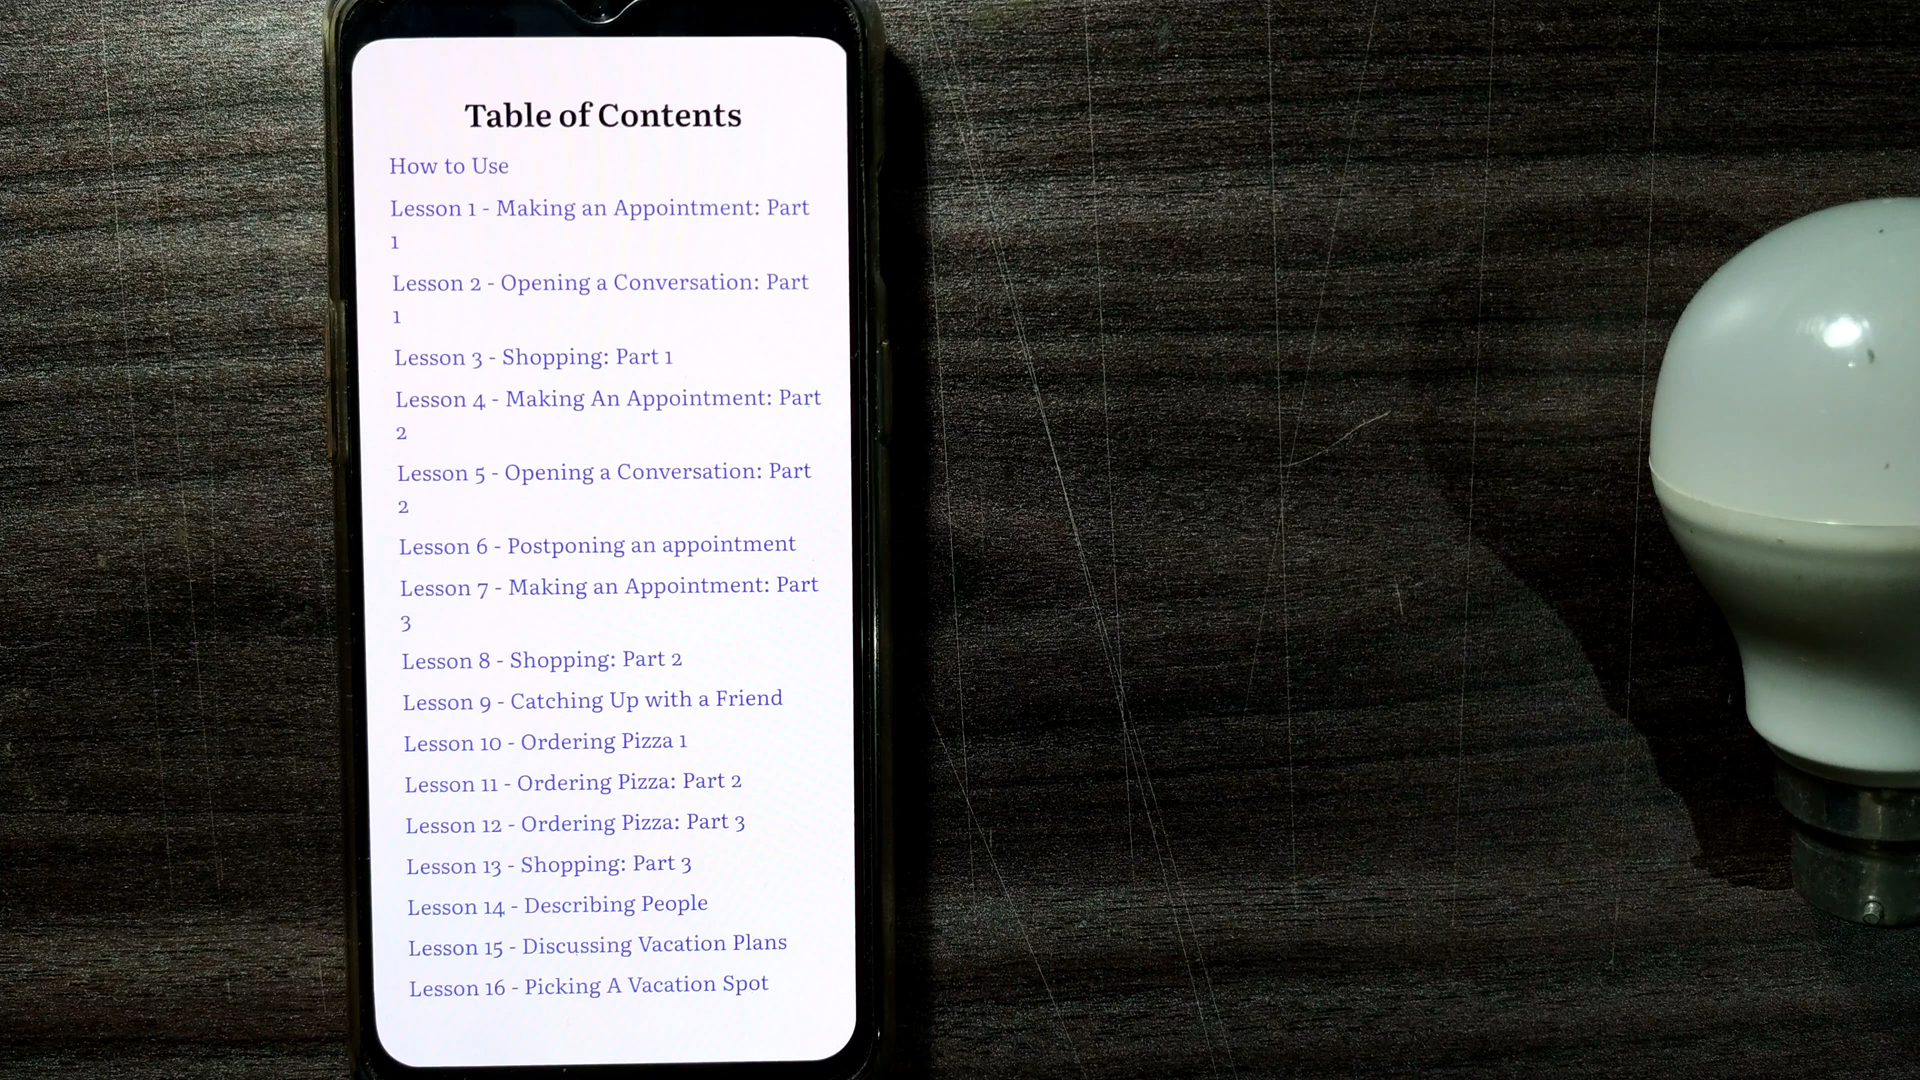 Table of Contents
How to Use
Lesson 1 - Making an Appointment: Part
1
Lesson 2 - Opening a Conversation: Part
1
Lesson 3 - Shopping: Part 1
Lesson 4 - Making An Appointment: Part
2
Lesson 5 - Opening a Conversation: Part
2
Lesson 6 - Postponing an appointment
Lesson 7 - Making an Appointment: Part
3
Lesson 8 - Shopping: Part 2
Lesson 9 - Catching Up with a Friend
Lesson 10 - Ordering Pizza 1
Lesson 11 - Ordering Pizza: Part 2
Lesson 12 - Ordering Pizza: Part 3
Lesson 13 - Shopping: Part 3
Lesson 14 - Describing People
Lesson 15 - Discussing Vacation Plans
Lesson 16 - Picking A Vacation Spot